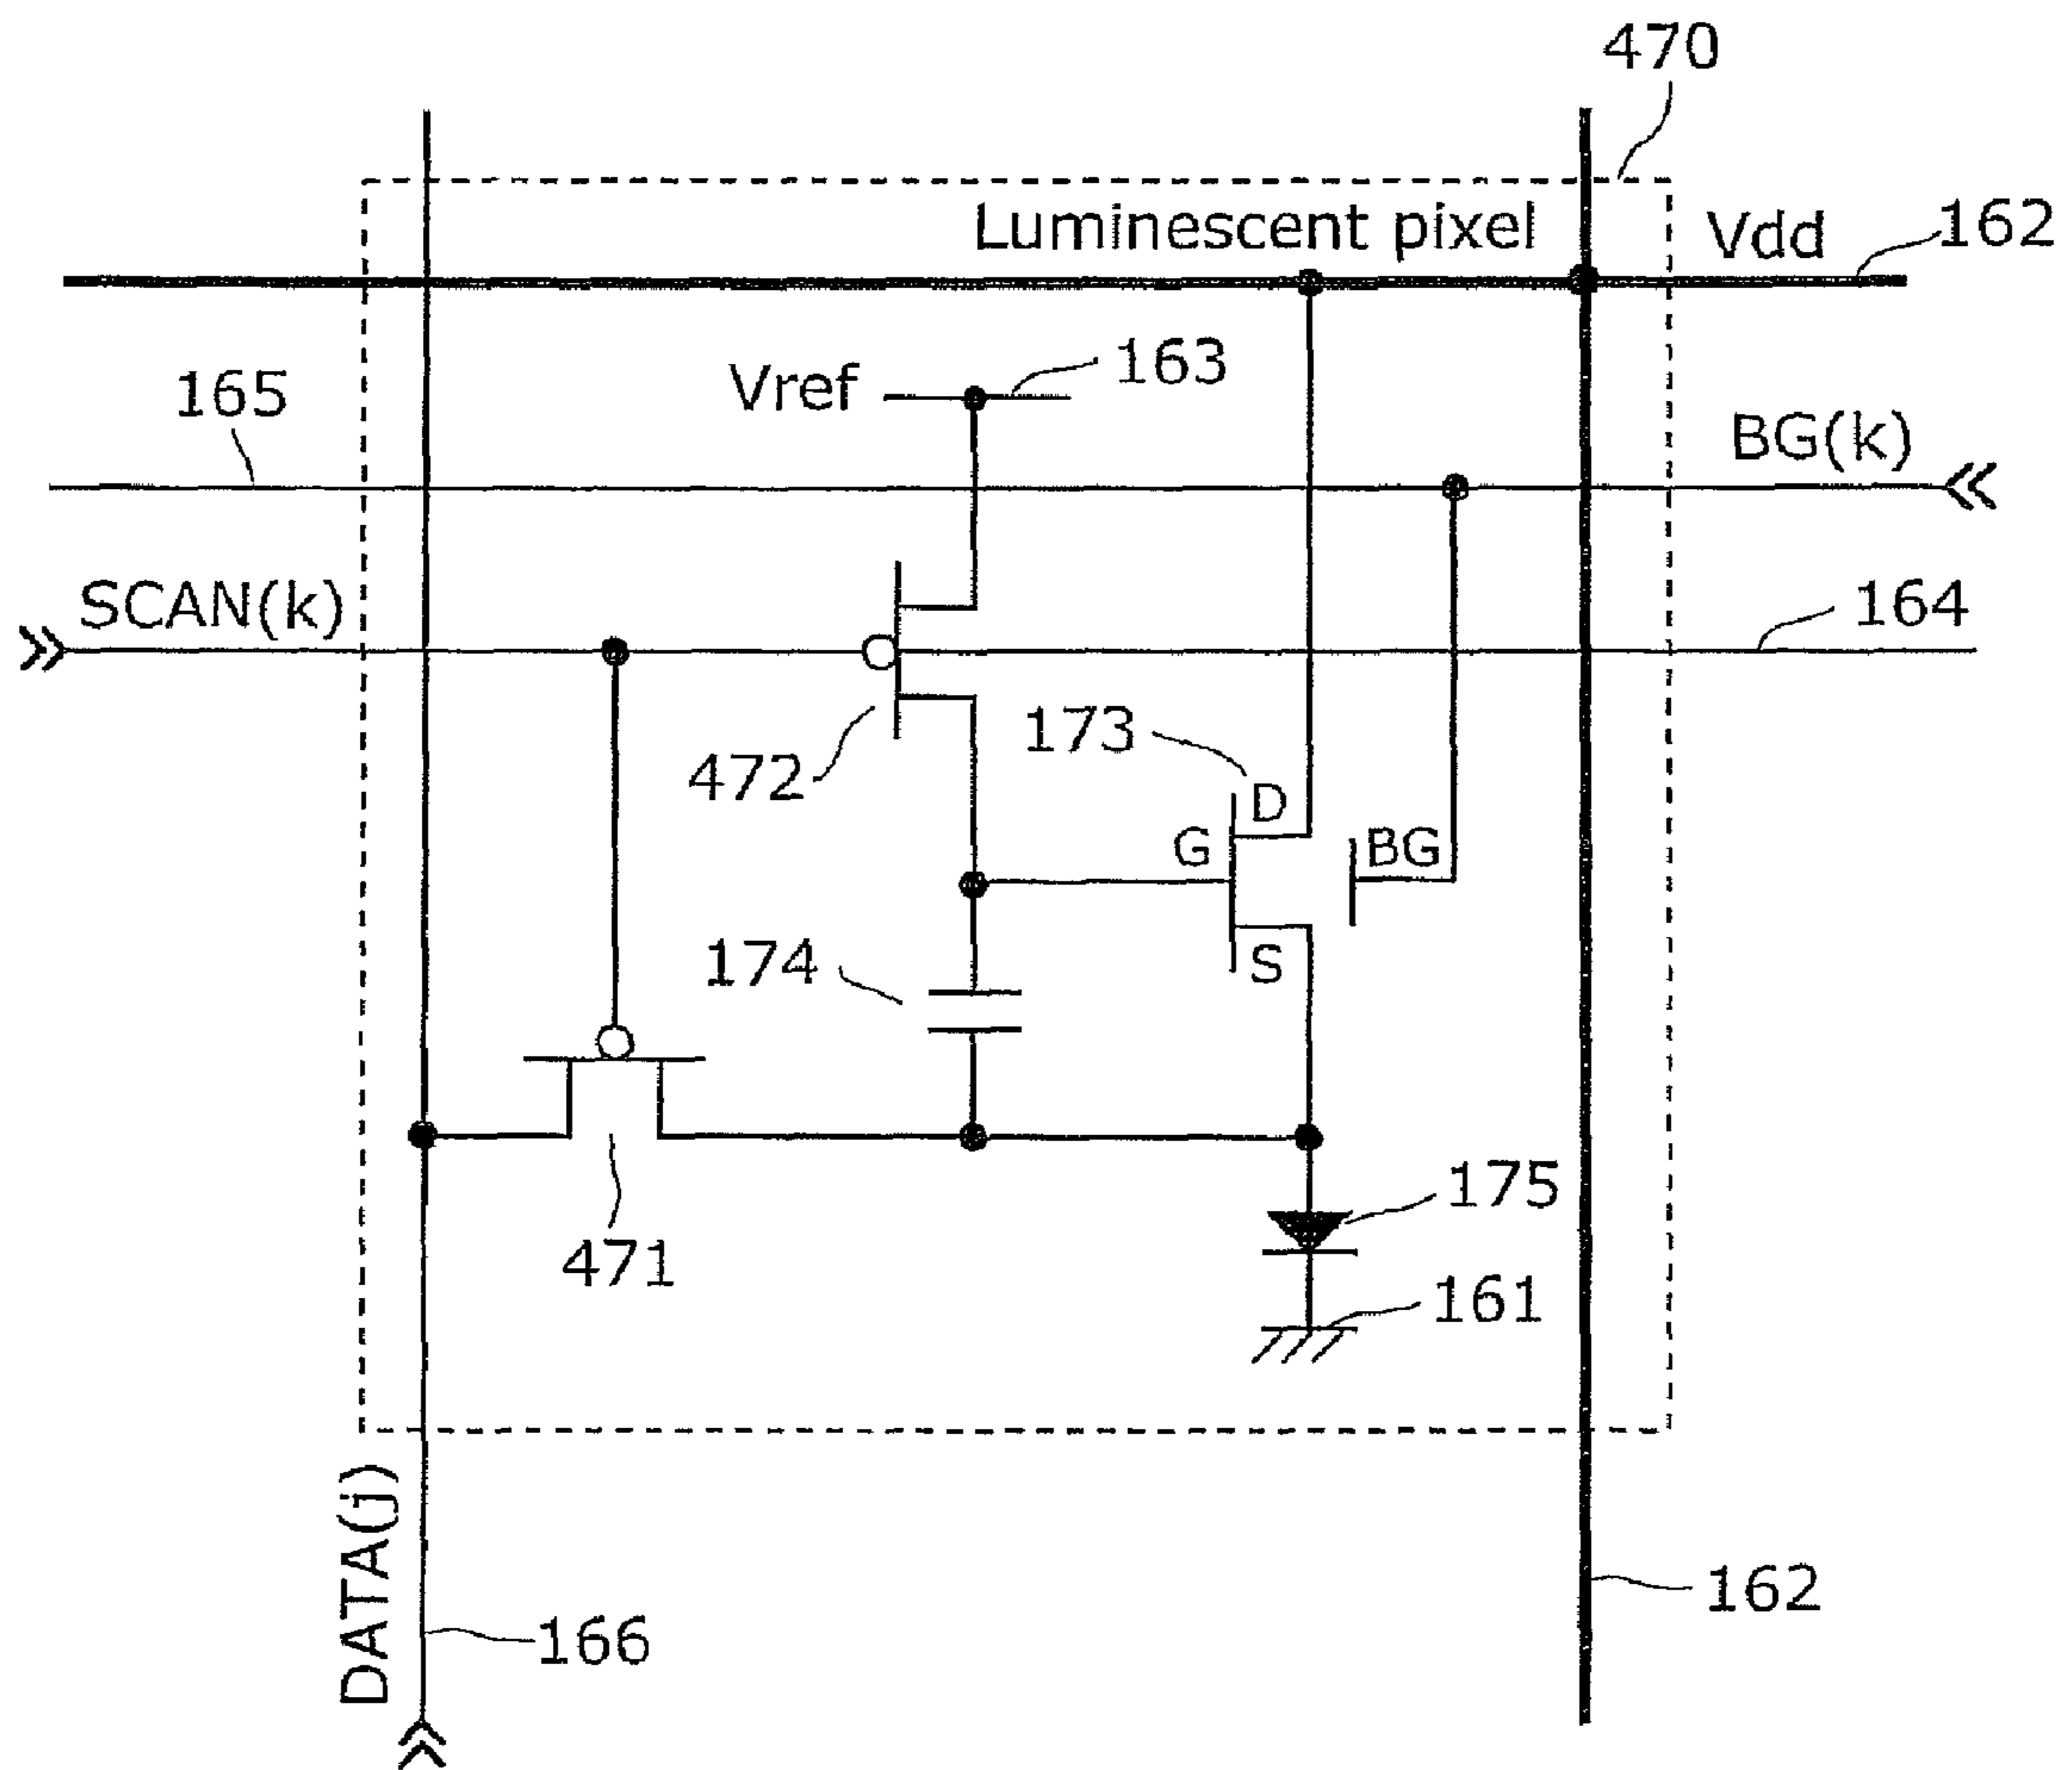 470
Luminescent pixel
Vdd
162
Vref
163
165
BG(k)
SCAN(k)
164
173
472
D
G
BG
174
S
175
471
161
DATA(j)
162
166